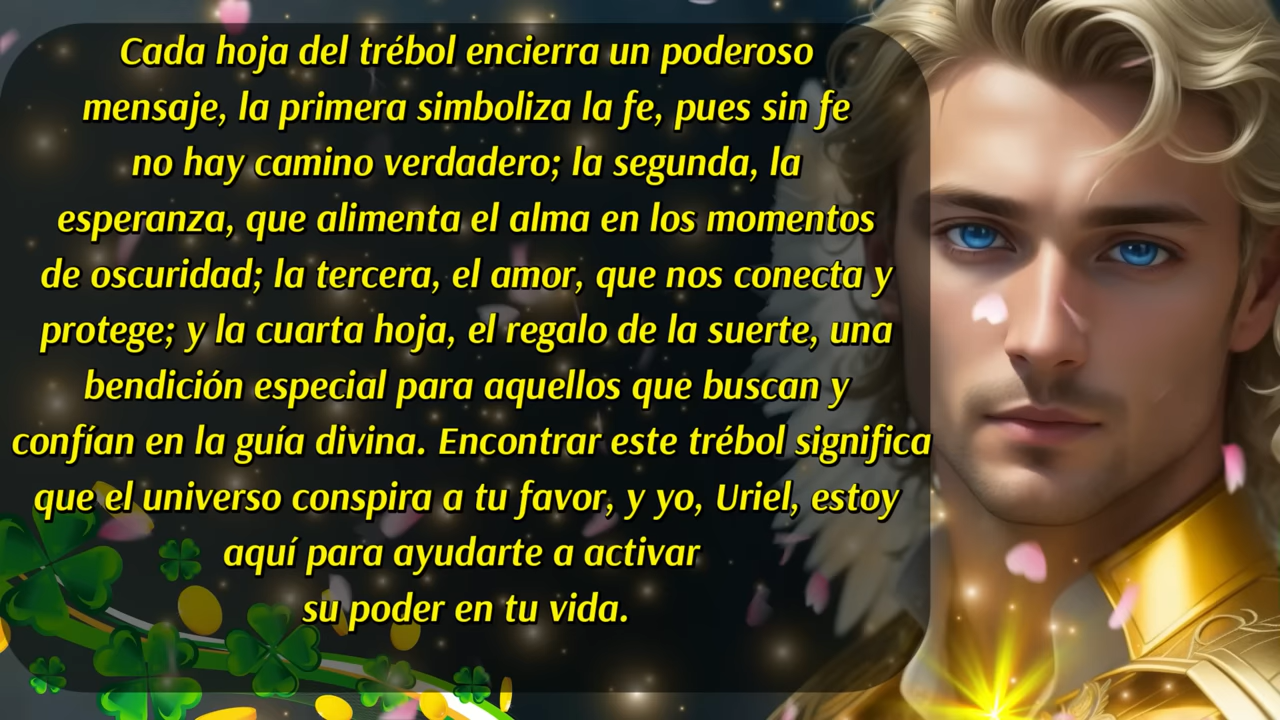 Cada hoja del trébol encierra un poderoso
mensaje, la primera simboliza la fe, pues sin fe
no hay camino verdadero; la segunda, la
esperanza, que alimenta el alma en los momentos
de oscuridad; la tercera, el amor, que nos conecta y
protege; y la cuarta hoja, el regalo de la suerte, una
bendición especial para aquellos que buscan y
confían en la guía divina. Encontrar este trébol significa
que el universo conspira a tu favor, y yo, Uriel, estoy
aquí para ayudarte a activar
su poder en tu vida.